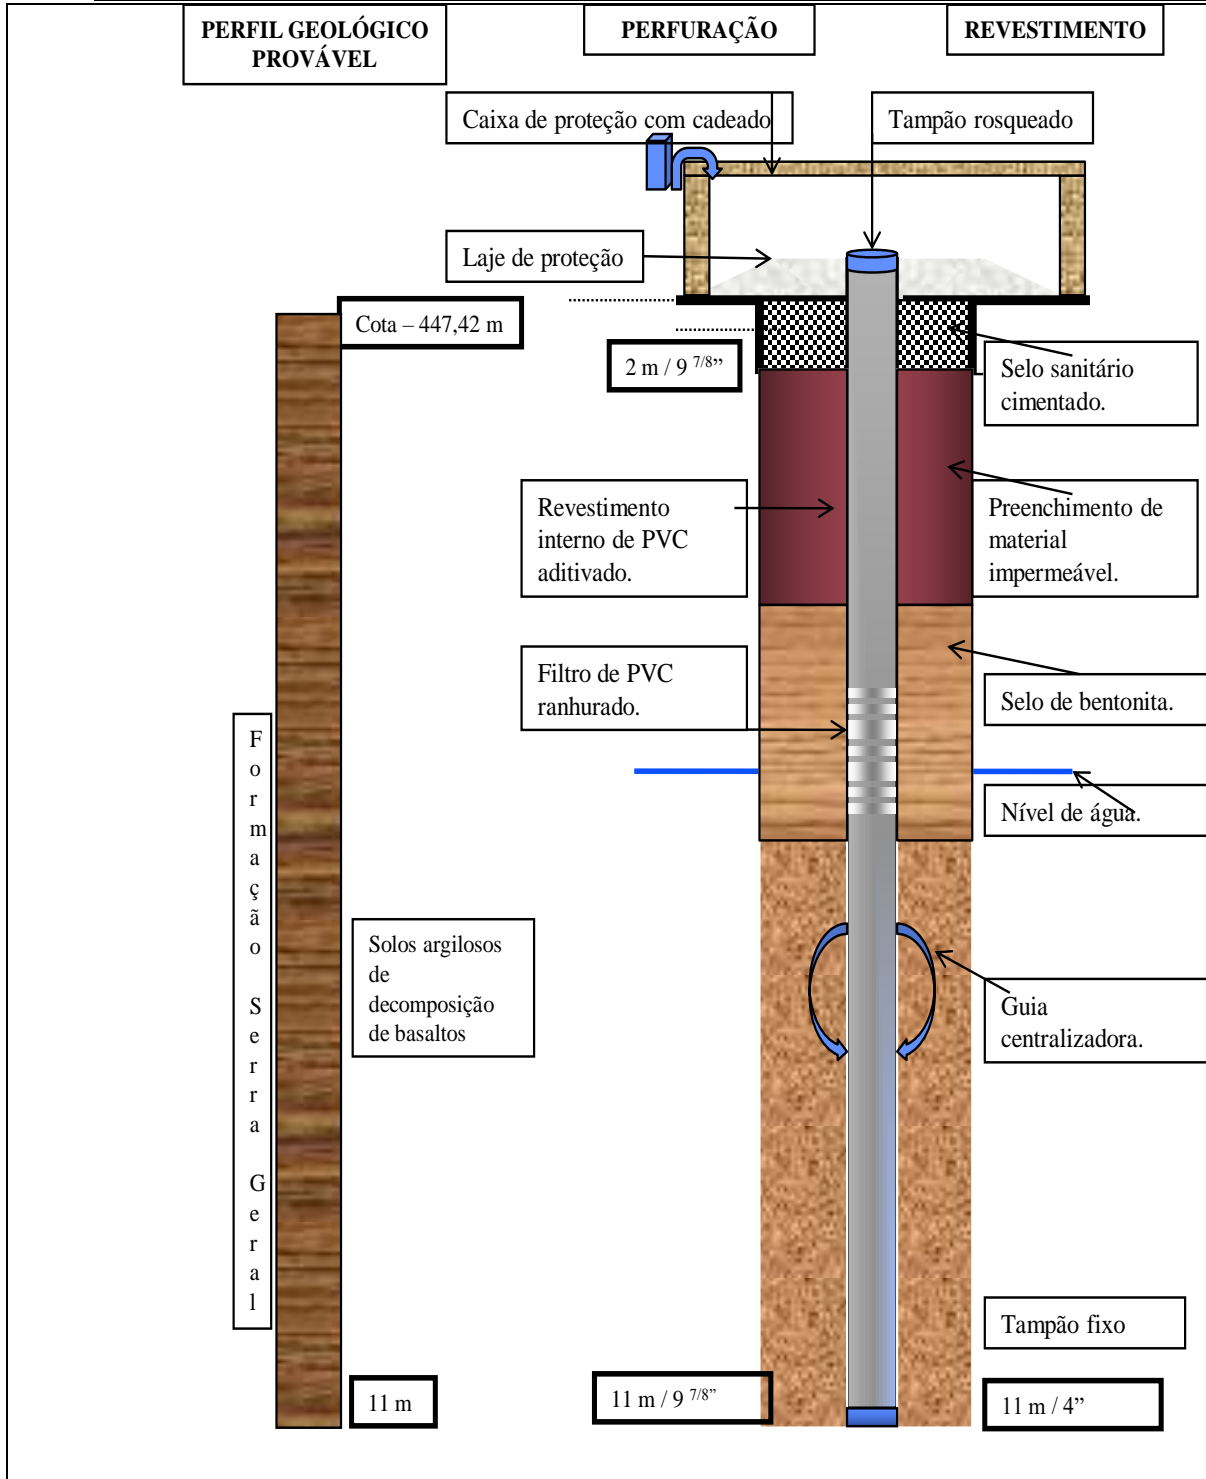 PERFIL GEOLÓGICO
PROVÁVEL
PERFURAÇÃO
REVESTIMENTO
Caixa de proteção com cadeado
Tampão rosqueado
Laje de proteção
Cota – 447,42 m
2 m / 9 7/8”
Selo sanitário
cimentado.
Revestimento
interno de PVC
aditivado.
Preenchimento de
material
impermeável.
Filtro de PVC
ranhurado.
Selo de bentonita.
Nível de água.
Formação Serra Geral
Solos argilosos
de
decomposição
de basaltos
Guia
centralizadora.
Tampão fixo
11 m
11 m / 9 7/8”
11 m / 4”